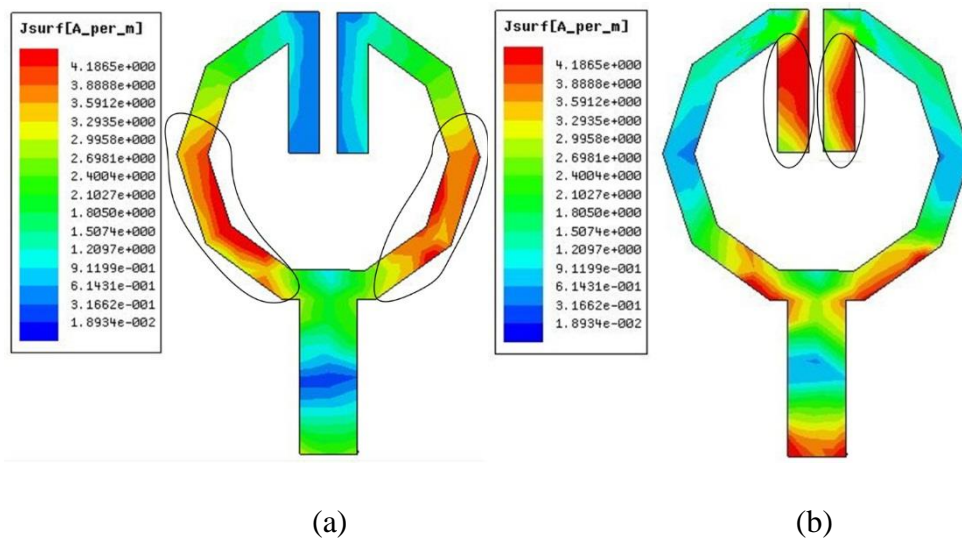 Jsurf[A_per_m]
4.1865e+000
3.8888e+000
3.5912e+000
3.2935e+000
2.9958e+000
2.6981e+000
2.4004e+000
2.1027e+000
1.8050e+000
1.5074e+000
1.2097e+000
9.1199e-001
6.1431e-001
3.1662e-001
1.8934e-002
Jsurf[A_per_m]
4.1865e+000
3.8888e+000
3.5912e+000
3.2935e+000
2.9958e+000
2.6981e+000
2.4004e+000
2.1027e+000
1.8050e+000
1.5074e+000
1.2097e+000
9.1199e-001
6.1431e-001
3.1662e-001
1.8934e-002
(a)
(b)